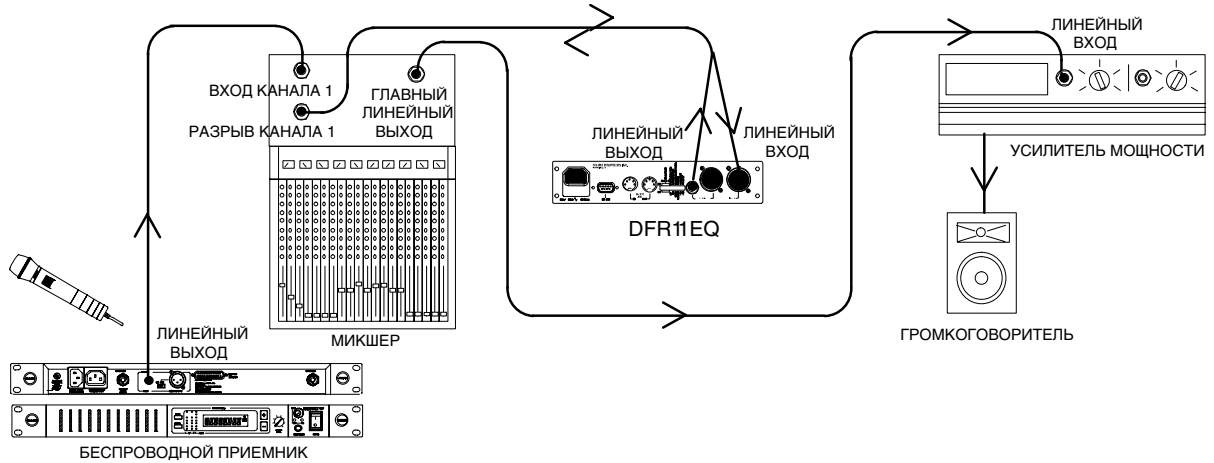 ЛИНЕЙНЫЙ
ВХОД
ВХОД КАНАЛА 1
ГЛАВНЫЙ
ЛИНЕЙНЫЙ
ВЫХОД
РАЗРЫВ КАНАЛА 1
ЛИНЕЙНЫЙ
ВЫХОД
ЛИНЕЙНЫЙ
ВХОД
УСИЛИТЕЛЬ МОЩНОСТИ
DFR11EQ
ЛИНЕЙНЫЙ
ВЫХОД
МИКШЕР
ГРОМКОГОВОРИТЕЛЬ
БЕСПРОВОДНОЙ ПРИЕМНИК